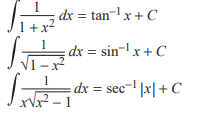 ∫ 1/(1 + x²) dx = tan⁻¹ x + C
∫ 1/√(1 − x²) dx = sin⁻¹ x + C
∫ 1/(x√(x² − 1)) dx = sec⁻¹ |x| + C